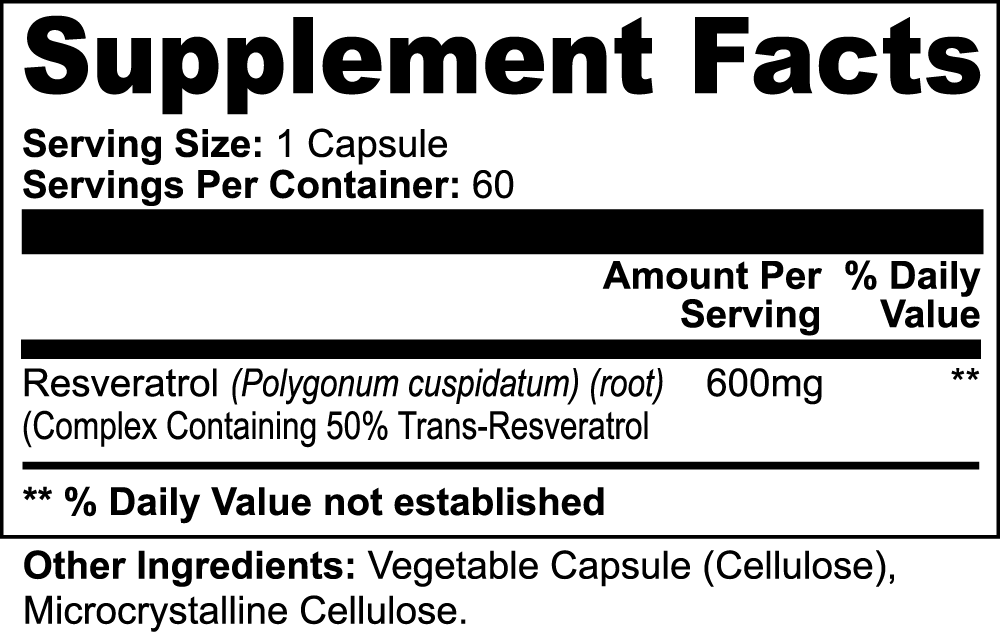 Supplement Facts
Serving Size: 1 Capsule
Servings Per Container: 60
Amount Per % Daily
Serving Value
Resveratrol (Polygonum cuspidatum) (root) 600mg **
(Complex Containing 50% Trans-Resveratrol
** % Daily Value not established
Other Ingredients: Vegetable Capsule (Cellulose),
Microcrystalline Cellulose.